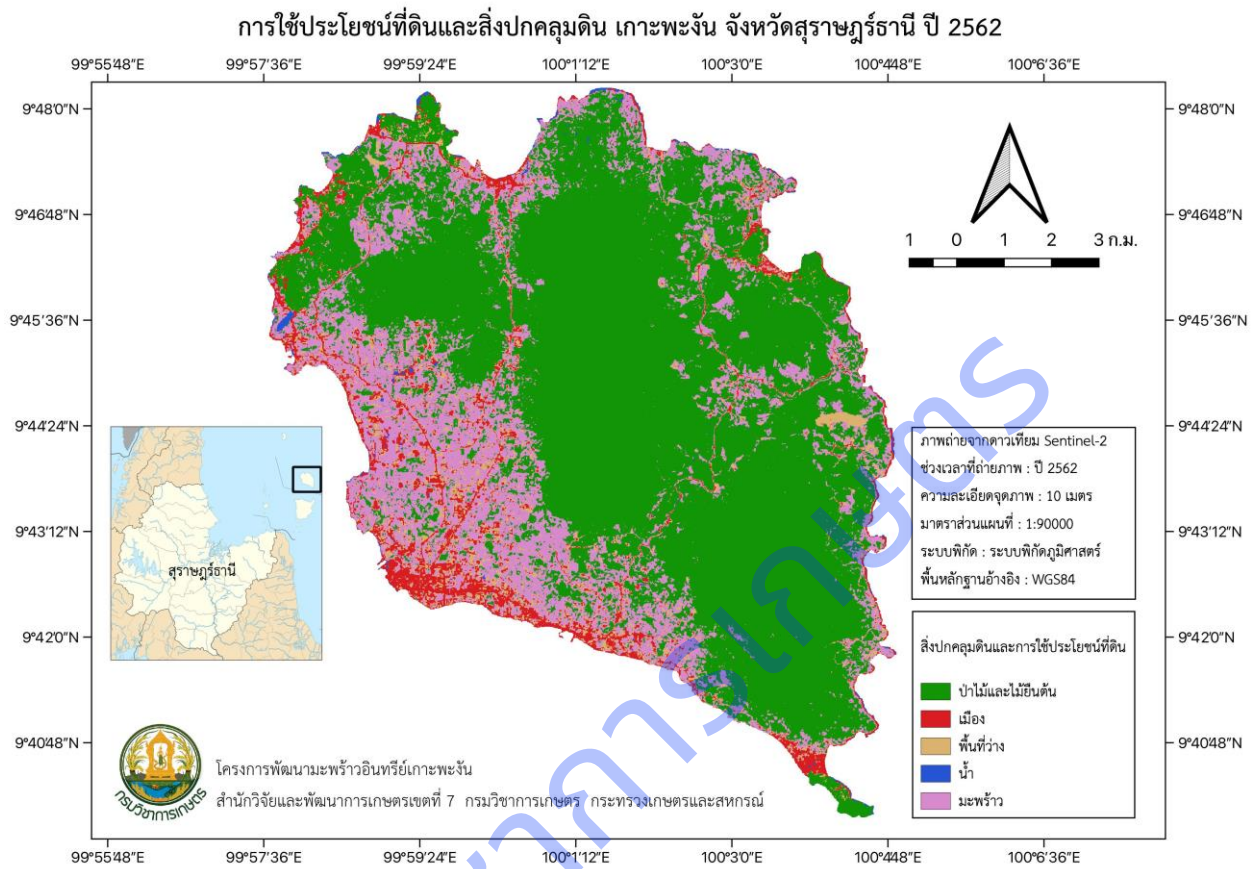 การใช้ประโยชน์ที่ดินและสิ่งปกคลุมดิน เกาะพะงัน จังหวัดสุราษฎร์ธานี ปี 2562
99°55'48"E 99°57'36"E 99°59'24"E 100°1'12"E 100°3'0"E 100°4'48"E 100°6'36"E
9°48'0"N 9°48'0"N
9°46'48"N 9°46'48"N
1 0 1 2 3 ก.ม.
9°45'36"N 9°45'36"N
9°44'24"N 9°44'24"N
ภาพถ่ายจากดาวเทียม Sentinel-2
ช่วงเวลาที่ถ่ายภาพ : ปี 2562
ความละเอียดจุดภาพ : 10 เมตร
มาตราส่วนแผนที่ : 1:90000
ระบบพิกัด : ระบบพิกัดภูมิศาสตร์
พื้นหลักฐานอ้างอิง : WGS84
9°43'12"N 9°43'12"N
สุราษฎร์ธานี
9°42'0"N 9°42'0"N
สิ่งปกคลุมดินและการใช้ประโยชน์ที่ดิน
ป่าไม้และไม้ยืนต้น
เมือง
พื้นที่ว่าง
น้ำ
มะพร้าว
9°40'48"N 9°40'48"N
กรมวิชาการเกษตร
โครงการพัฒนามะพร้าวอินทรีย์เกาะพะงัน
สำนักวิจัยและพัฒนาการเกษตรเขตที่ 7 กรมวิชาการเกษตร กระทรวงเกษตรและสหกรณ์
99°55'48"E 99°57'36"E 99°59'24"E 100°1'12"E 100°3'0"E 100°4'48"E 100°6'36"E
าการเกษตร